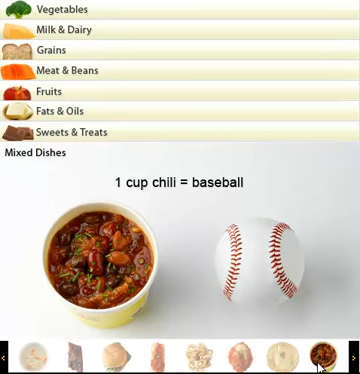 Vegetables
Milk & Dairy
Grains
Meat & Beans
Fruits
Fats & Oils
Sweets & Treats
Mixed Dishes
1 cup chili = baseball